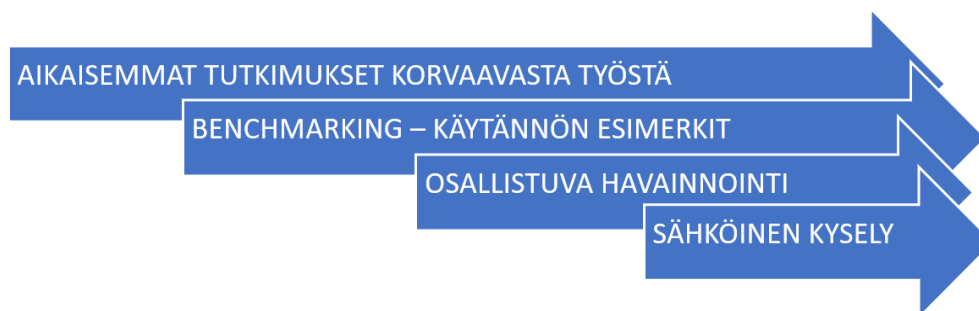 AIKAISEMMAT TUTKIMUKSET KORVAAVASTA TYÖSTÄ
BENCHMARKING – KÄYTÄNNÖN ESIMERKIT
OSALLISTUVA HAVAINNOINTI
SÄHKÖINEN KYSELY